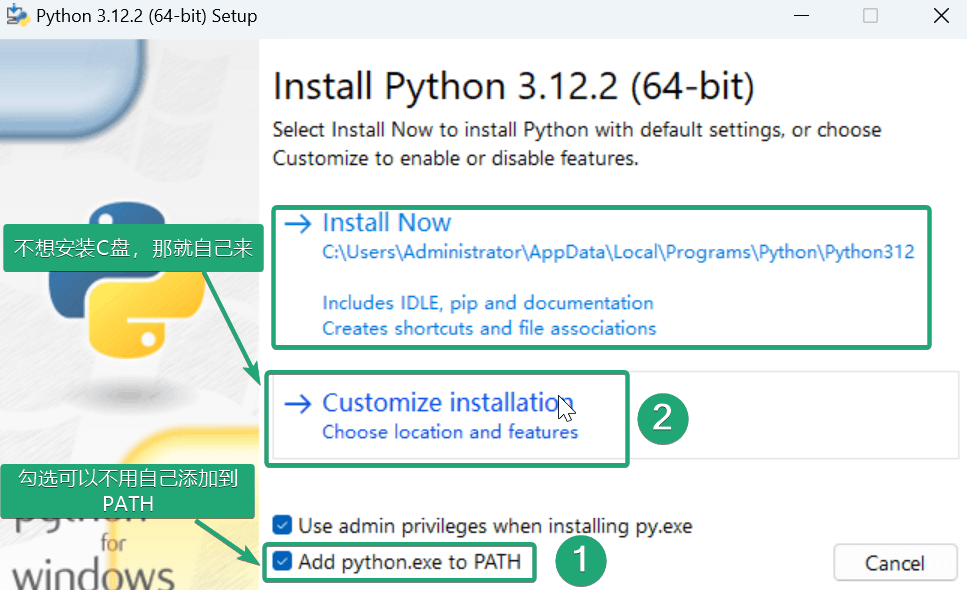 Python 3.12.2 (64-bit) Setup
Install Python 3.12.2 (64-bit)
Select Install Now to install Python with default settings, or choose
Customize to enable or disable features.
Install Now
C:\Users\Administrator\AppData\Local\Programs\Python\Python312
Includes IDLE, pip and documentation
Creates shortcuts and file associations
不想安装C盘，那就自己来
Customize installation
Choose location and features
2
勾选可以不用自己添加到
PATH
python
for
windows
Use admin privileges when installing py.exe
Add python.exe to PATH
1
Cancel